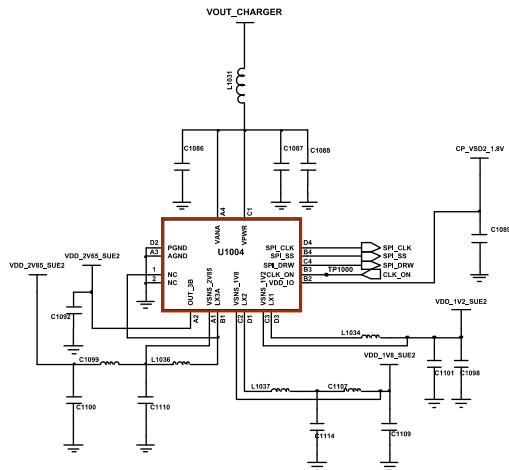 VOUT_CHARGER
L1031
C1086
C1087
C1088
CP_VSD2_1.8V
C1089
A4
C1
VANA
VPWR
U1004
D2
A3
PGND
AGND
1
2
NC
NC
OUT_3B
VSNS_2V85
LX3A
VSNS_1V8
LX2
VSNS_1V2
LX1
SPI_CLK
SPI_SS
SPI_DRW
CLK_ON
VDD_IO
D4
B4
C4
B3
B2
TP1000
SPI_CLK
SPI_SS
SPI_DRW
CLK_ON
A2
A1
B1
C2
D1
C3
D3
VDD_2V85_SUE2
VDD_2V65_SUE2
C1092
C1099
L1036
C1100
C1110
VDD_1V2_SUE2
L1034
C1101
C1098
VDD_1V8_SUE2
L1037
C1107
C1114
C1109